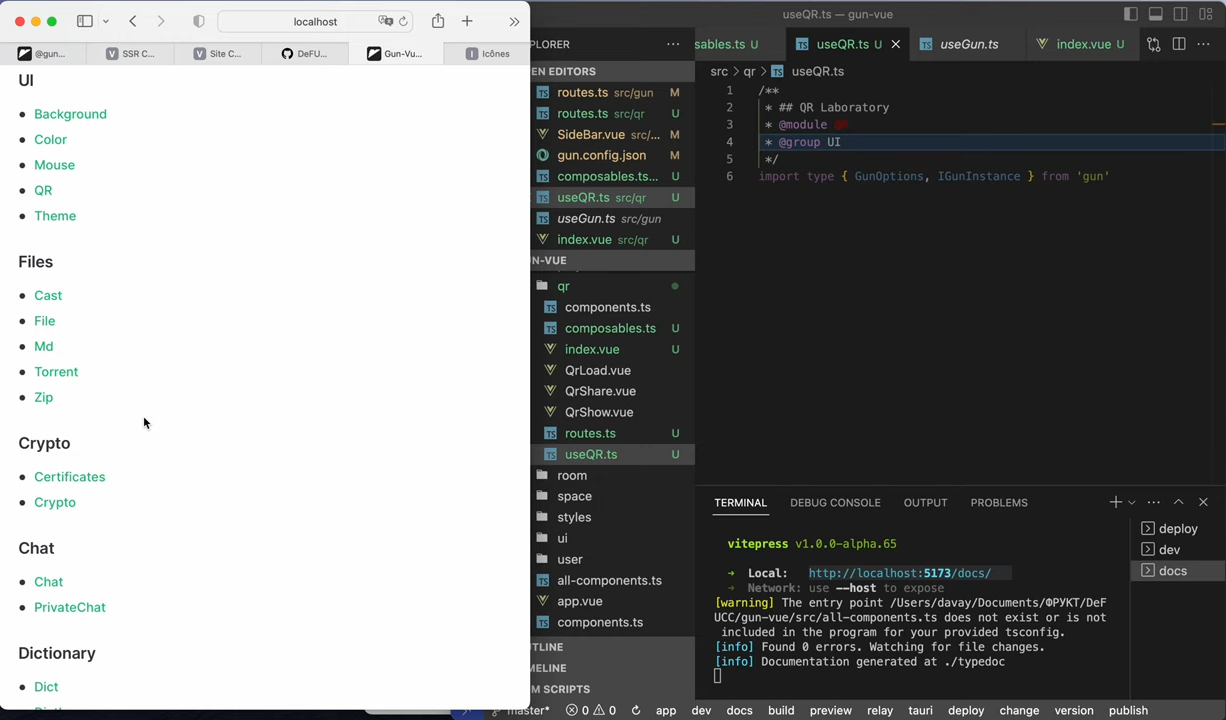 localhost
@gun...
SSR C...
Site C...
DeFU...
Gun-Vu...
Icônes
UI
Background
Color
Mouse
QR
Theme
Files
Cast
File
Md
Torrent
Zip
Crypto
Certificates
Crypto
Chat
Chat
PrivateChat
Dictionary
Dict
useQR.ts — gun-vue
PLORER
EN EDITORS
routes.ts src/gun M
routes.ts src/qr U
SideBar.vue src/... M
gun.config.json M
composables.ts... U
useQR.ts src/qr U
useGun.ts src/gun
index.vue src/qr U
N-VUE
qr
components.ts
composables.ts U
index.vue U
QrLoad.vue
QrShare.vue
QrShow.vue
routes.ts U
useQR.ts U
room
space
styles
ui
user
all-components.ts
app.vue
components.ts
TLINE
MELINE
M SCRIPTS
sables.ts U
useQR.ts U
useGun.ts
index.vue U
src > qr > useQR.ts
1 /**
2 * ## QR Laboratory
3 * @module
4 * @group UI
5 */
6 import type { GunOptions, IGunInstance } from 'gun'
TERMINAL DEBUG CONSOLE OUTPUT PROBLEMS
vitepress v1.0.0-alpha.65
➜ Local: http://localhost:5173/docs/
➜ Network: use --host to expose
[warning] The entry point /Users/davay/Documents/ФРУКТ/DeF
UCC/gun-vue/src/all-components.ts does not exist or is not
included in the program for your provided tsconfig.
[info] Found 0 errors. Watching for file changes.
[info] Documentation generated at ./typedoc
deploy
dev
docs
master* 0 0 app dev docs build preview relay tauri deploy change version publish